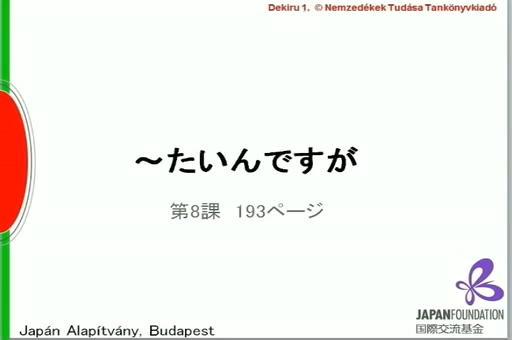 Dekiru 1. © Nemzedékek Tudása Tankönyvkiadó
～たいんですが
第8課 193ページ
JAPANFOUNDATION
国際交流基金
Japán Alapítvány, Budapest